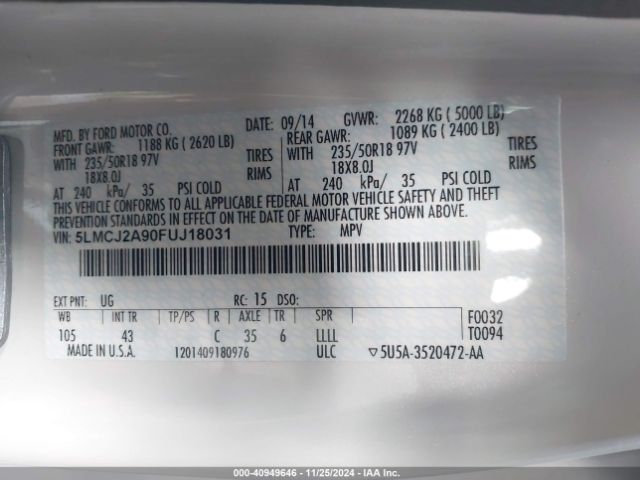 MFD. BY FORD MOTOR CO.
DATE: 09/14 GVWR: 2268 KG ( 5000 LB)
FRONT GAWR: 1188 KG ( 2620 LB)
REAR GAWR: 1089 KG ( 2400 LB)
WITH 235/50R18 97V TIRES
WITH 235/50R18 97V TIRES
18X8.0J RIMS
18X8.0J RIMS
AT 240 kPa/ 35 PSI COLD
AT 240 kPa/ 35 PSI COLD
THIS VEHICLE CONFORMS TO ALL APPLICABLE FEDERAL MOTOR VEHICLE SAFETY AND THEFT
PREVENTION STANDARDS IN EFFECT ON THE DATE OF MANUFACTURE SHOWN ABOVE.
VIN: 5LMCJ2A90FUJ18031 TYPE: MPV
EXT PNT: UG RC: 15 DSO:
WB INT TR TP/PS R AXLE TR SPR F0032
105 43 C 35 6 LLLL T0094
MADE IN U.S.A. 1201409180976 ULC ▽5U5A-3520472-AA
000-40949646 - 11/25/2024 - IAA Inc.